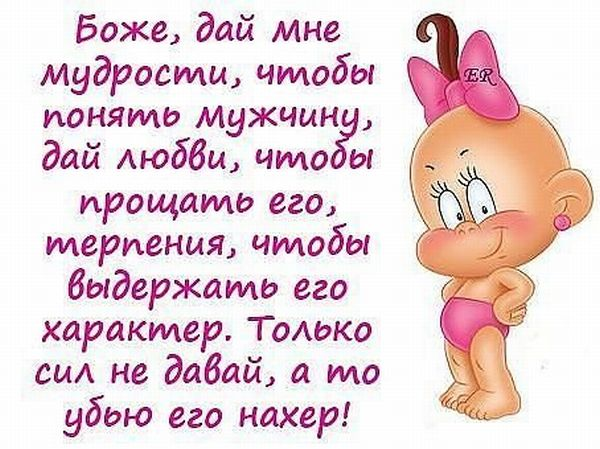 Боже, дай мне
мудрости, чтобы
понять мужчину,
дай любви, чтобы
прощать его,
терпения, чтобы
выдержать его
характер. Только
сил не давай, а то
убью его нахер!
ER